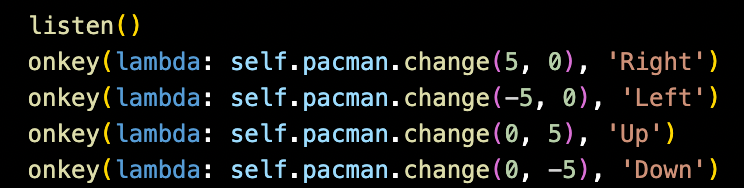 listen()
onkey(lambda: self.pacman.change(5, 0), 'Right')
onkey(lambda: self.pacman.change(-5, 0), 'Left')
onkey(lambda: self.pacman.change(0, 5), 'Up')
onkey(lambda: self.pacman.change(0, -5), 'Down')